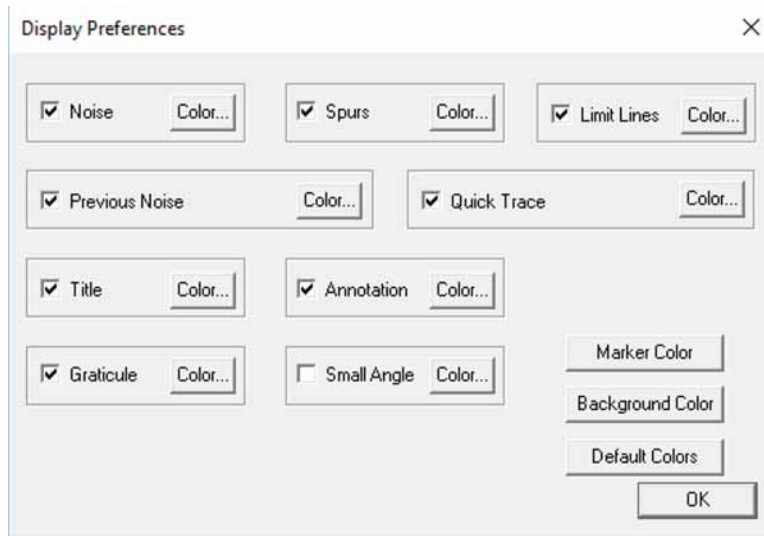 Display Preferences
Noise Color... Spurs Color... Limit Lines Color...
Previous Noise Color... Quick Trace Color...
Title Color... Annotation Color...
Graticule Color... Small Angle Color...
Marker Color
Background Color
Default Colors
OK